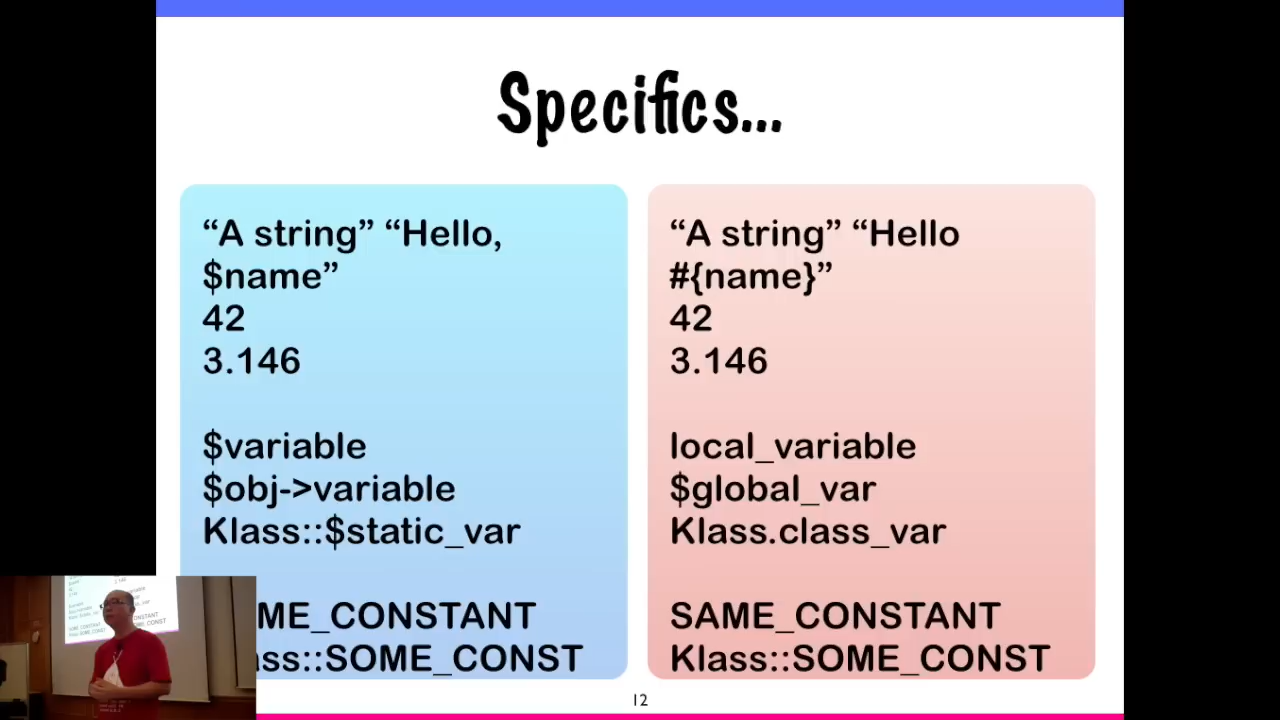 Specifics...
“A string” “Hello,
$name”
42
3.146
$variable
$obj->variable
Klass::$static_var
ME_CONSTANT
ass::SOME_CONST
“A string” “Hello
#{name}”
42
3.146
local_variable
$global_var
Klass.class_var
SAME_CONSTANT
Klass::SOME_CONST
12